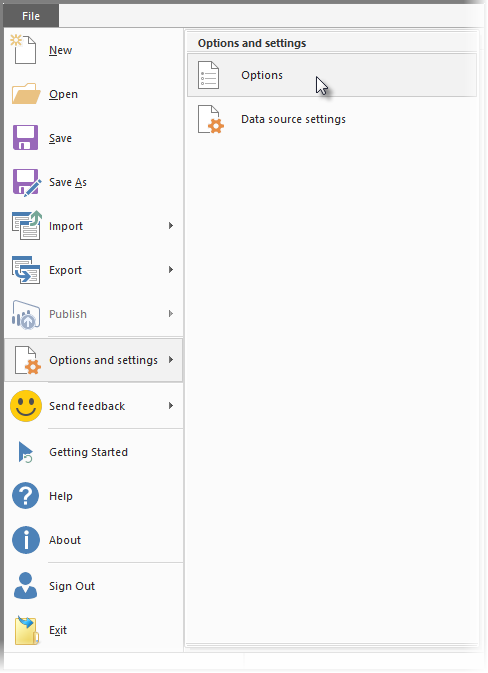 File
New
Open
Save
Save As
Import
Export
Publish
Options and settings
Send feedback
Getting Started
Help
About
Sign Out
Exit
Options and settings
Options
Data source settings